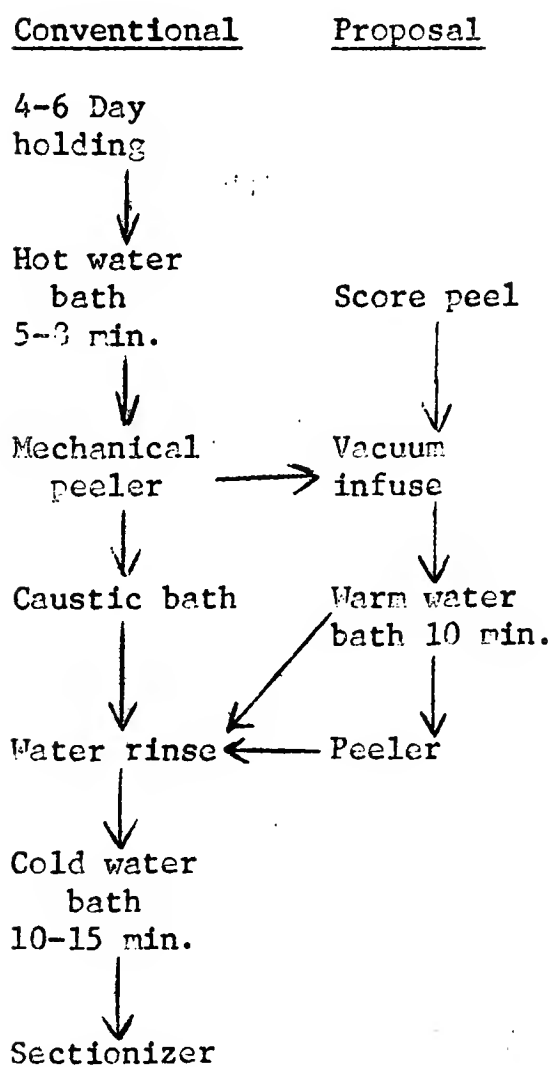 Conventional
Proposal
4-6 Day
holding
Hot water
bath
5-8 min.
Score peel
Mechanical
peeler
Vacuum
infuse
Caustic bath
Warm water
bath 10 min.
Water rinse
Peeler
Cold water
bath
10-15 min.
Sectionizer